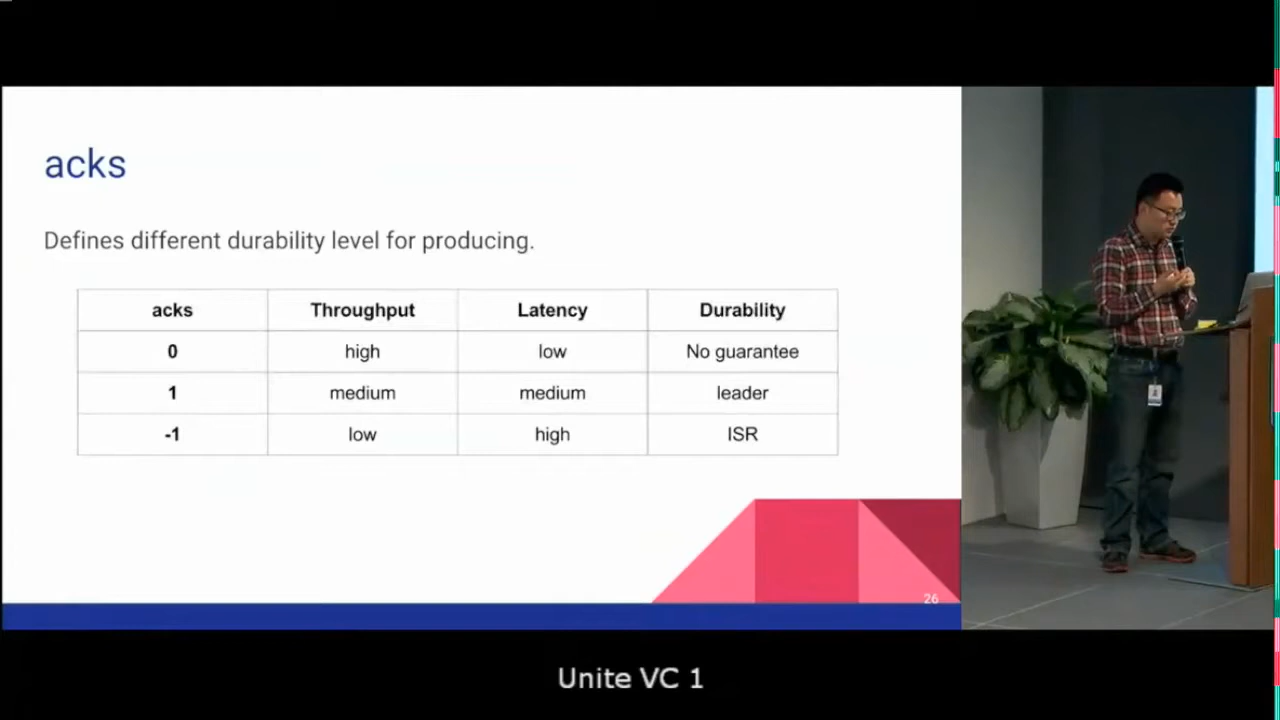 acks
Defines different durability level for producing.
acks Throughput Latency Durability
0 high low No guarantee
1 medium medium leader
-1 low high ISR
26
Unite VC 1